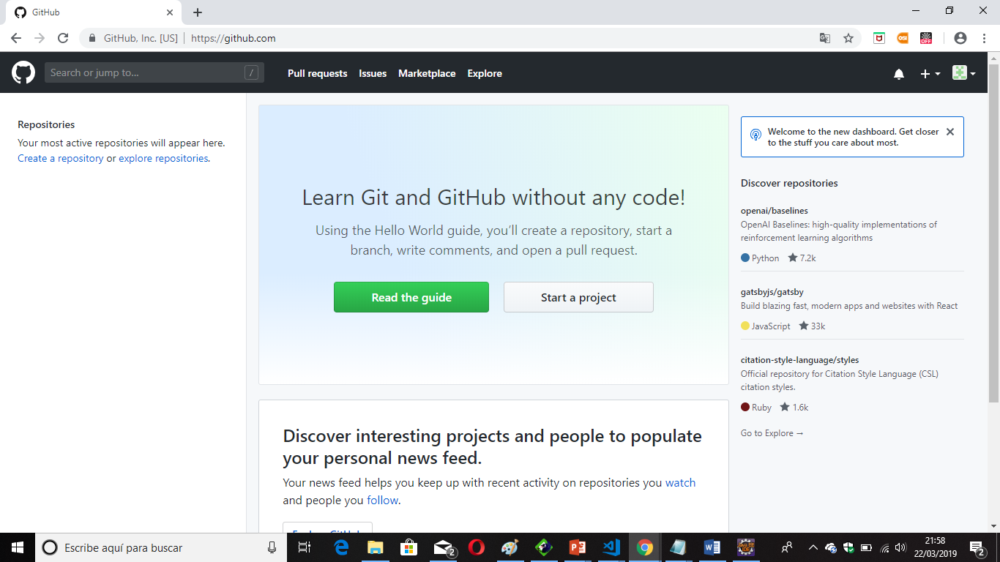 GitHub
GitHub, Inc. [US] https://github.com
OSI
OFF
Search or jump to... /
Pull requests Issues Marketplace Explore
Repositories
Your most active repositories will appear here.
Create a repository or explore repositories.
Learn Git and GitHub without any code!
Using the Hello World guide, you’ll create a repository, start a
branch, write comments, and open a pull request.
Read the guide
Start a project
Discover interesting projects and people to populate
your personal news feed.
Your news feed helps you keep up with recent activity on repositories you watch
and people you follow.
Welcome to the new dashboard. Get closer
to the stuff you care about most.
Discover repositories
openai/baselines
OpenAI Baselines: high-quality implementations of
reinforcement learning algorithms
Python 7.2k
gatsbyjs/gatsby
Build blazing fast, modern apps and websites with React
JavaScript 33k
citation-style-language/styles
Official repository for Citation Style Language (CSL)
citation styles.
Ruby 1.6k
Go to Explore →
Escribe aquí para buscar
2
21:58
22/03/2019
2